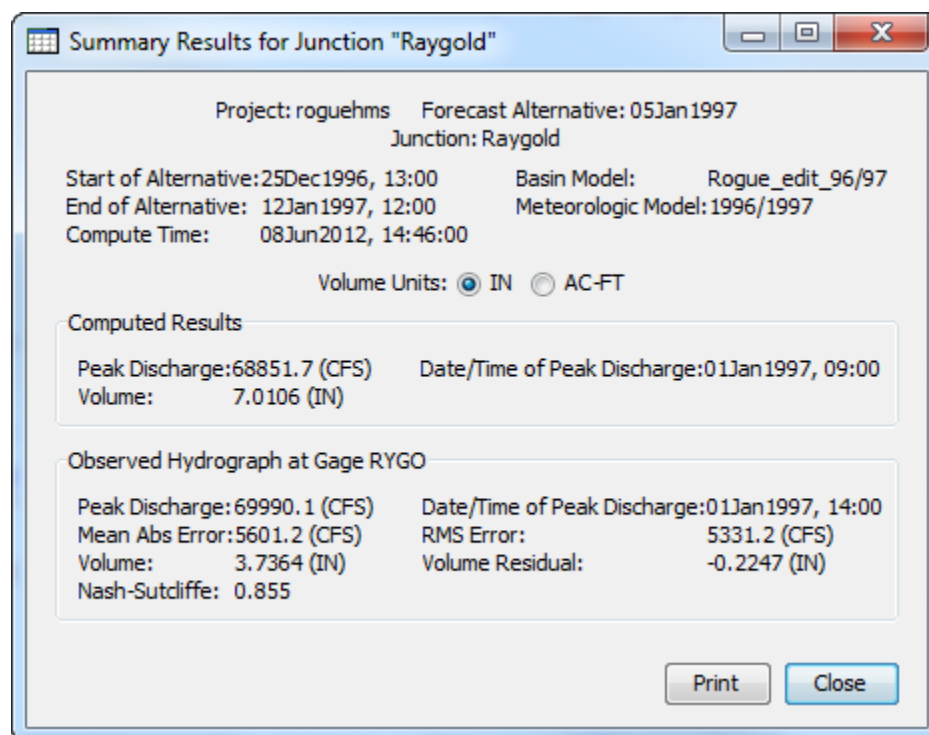 Summary Results for Junction "Raygold"
Project: roguehms Forecast Alternative: 05Jan1997
Junction: Raygold
Start of Alternative: 25Dec1996, 13:00 Basin Model: Rogue_edit_96/97
End of Alternative: 12Jan1997, 12:00 Meteorologic Model: 1996/1997
Compute Time: 08Jun2012, 14:46:00
Volume Units: IN AC-FT
Computed Results
Peak Discharge: 68851.7 (CFS) Date/Time of Peak Discharge: 01Jan1997, 09:00
Volume: 7.0106 (IN)
Observed Hydrograph at Gage RYGO
Peak Discharge: 69990.1 (CFS) Date/Time of Peak Discharge: 01Jan1997, 14:00
Mean Abs Error: 5601.2 (CFS) RMS Error: 5331.2 (CFS)
Volume: 3.7364 (IN) Volume Residual: -0.2247 (IN)
Nash-Sutcliffe: 0.855
Print Close